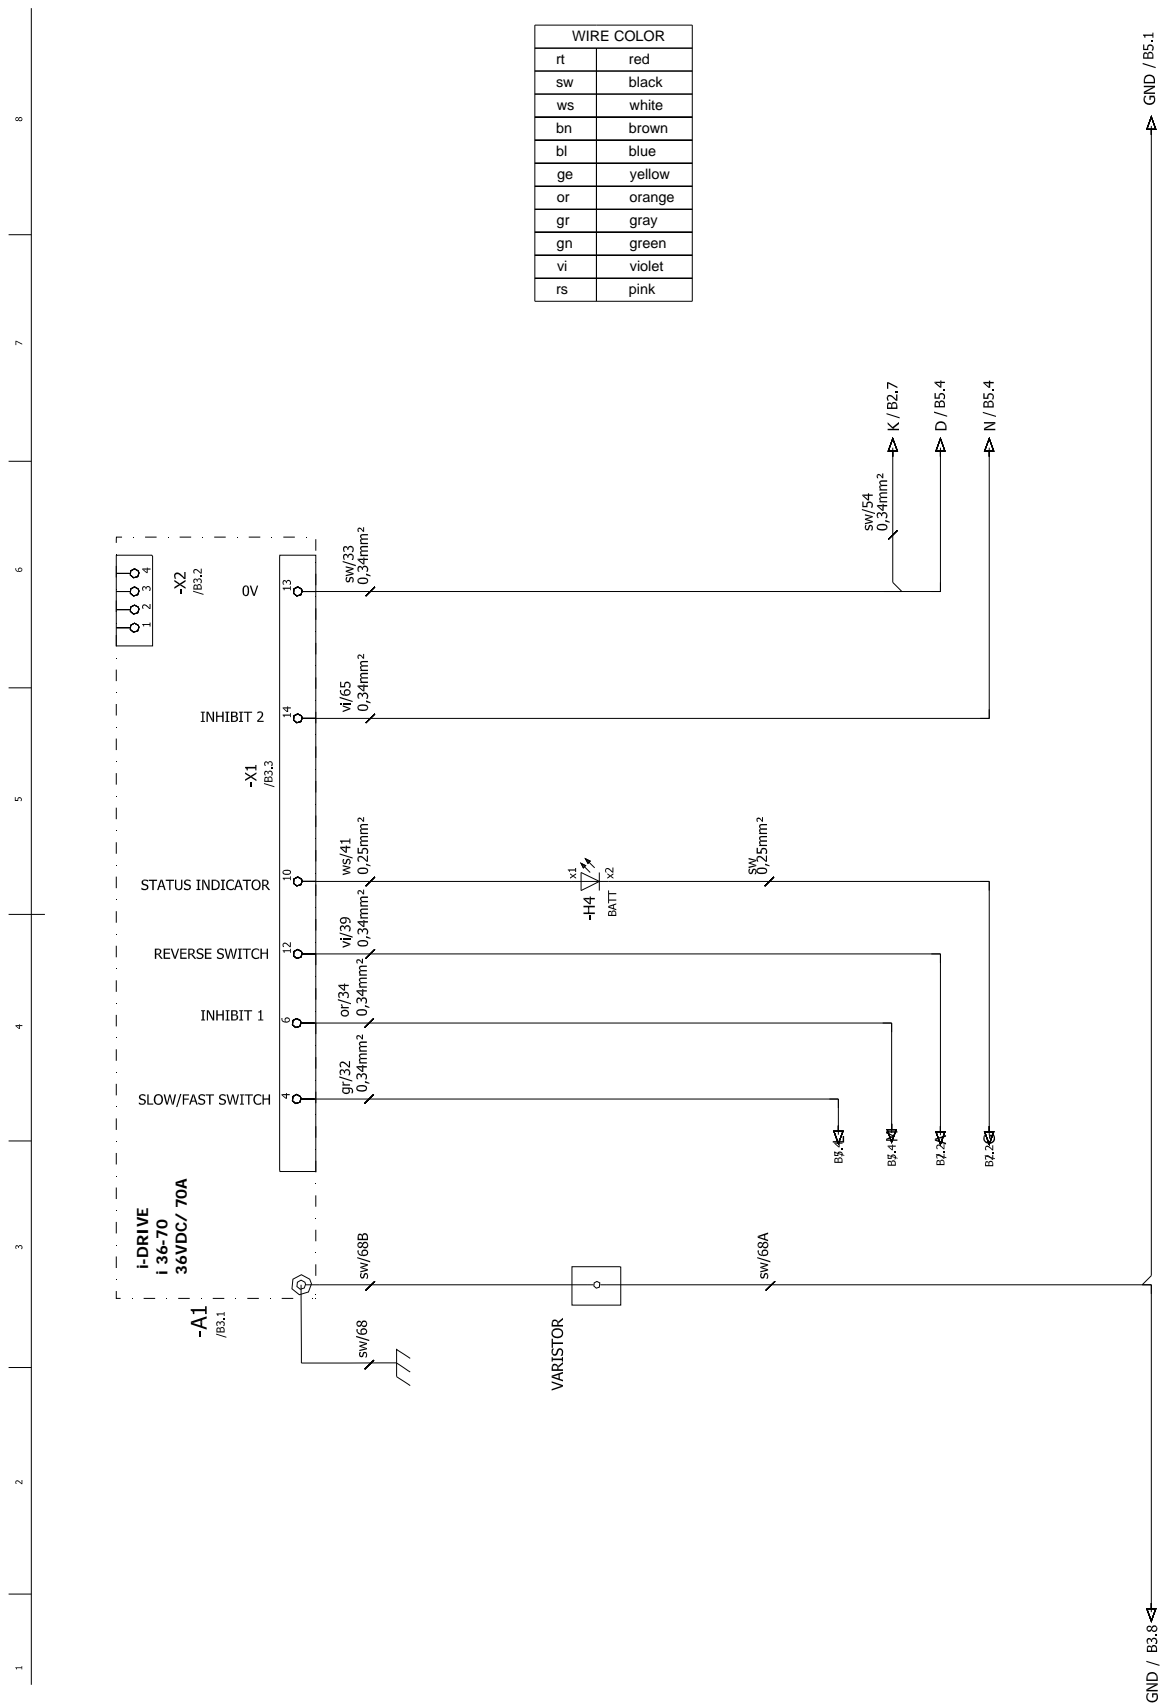 WIRE COLOR
rt red
sw black
ws white
bn brown
bl blue
ge yellow
or orange
gr gray
gn green
vi violet
rs pink
8
7
6
5
4
3
2
1
GND / B5.1
K / B2.7
D / B5.4
N / B5.4
sw/54
0,34mm²
1
2
3
4
-X2
/B3.2
0V
13
sw/33
0,34mm²
INHIBIT 2
14
vi/65
0,34mm²
-X1
/B3.3
STATUS INDICATOR
10
ws/41
0,25mm²
x1
x2
-H4
BATT
sw
0,25mm²
REVERSE SWITCH
12
vi/39
0,34mm²
INHIBIT 1
6
or/34
0,34mm²
SLOW/FAST SWITCH
4
gr/32
0,34mm²
i-DRIVE
i 36-70
36VDC/ 70A
-A1
/B3.1
sw/68B
sw/68A
sw/68
VARISTOR
GND / B3.8